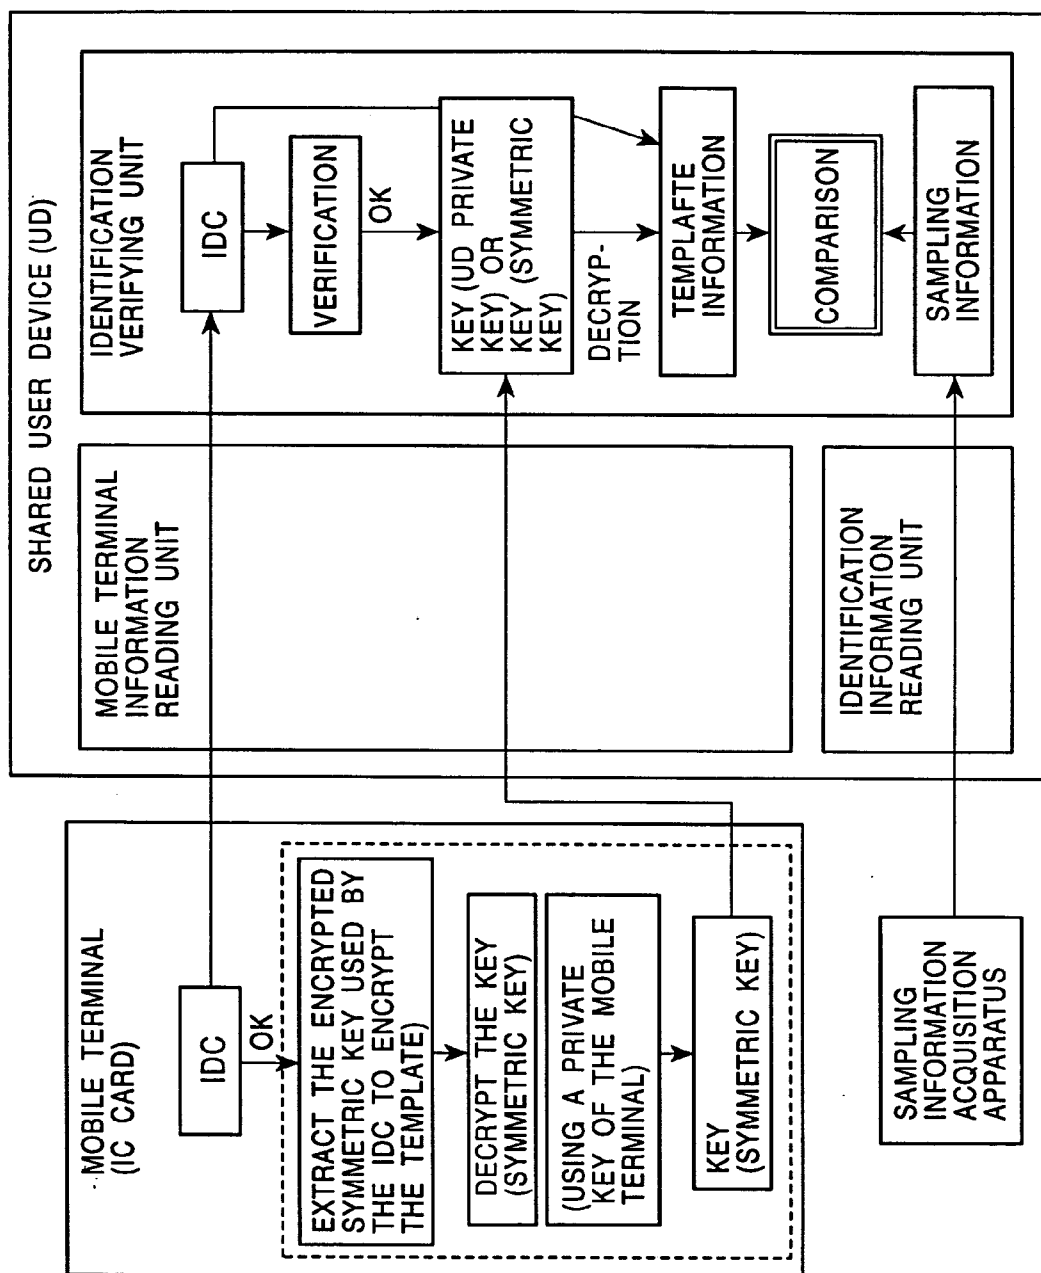 SHARED USER DEVICE (UD)
MOBILE TERMINAL
(IC CARD)
IDC
OK
EXTRACT THE ENCRYPTED
SYMMETRIC KEY USED BY
THE IDC TO ENCRYPT
THE TEMPLATE)
DECRYPT THE KEY
(SYMMETRIC KEY)
(USING A PRIVATE
KEY OF THE MOBILE
TERMINAL)
KEY
(SYMMETRIC KEY)
SAMPLING
INFORMATION
ACQUISITION
APPARATUS
MOBILE TERMINAL
INFORMATION
READING UNIT
IDENTIFICATION
INFORMATION
READING UNIT
IDENTIFICATION
VERIFYING UNIT
IDC
VERIFICATION
OK
KEY (UD PRIVATE
KEY) OR
KEY (SYMMETRIC
KEY)
DECRYP-
TION
TEMPLAFTE
INFORMATION
COMPARISON
SAMPLING
INFORMATION